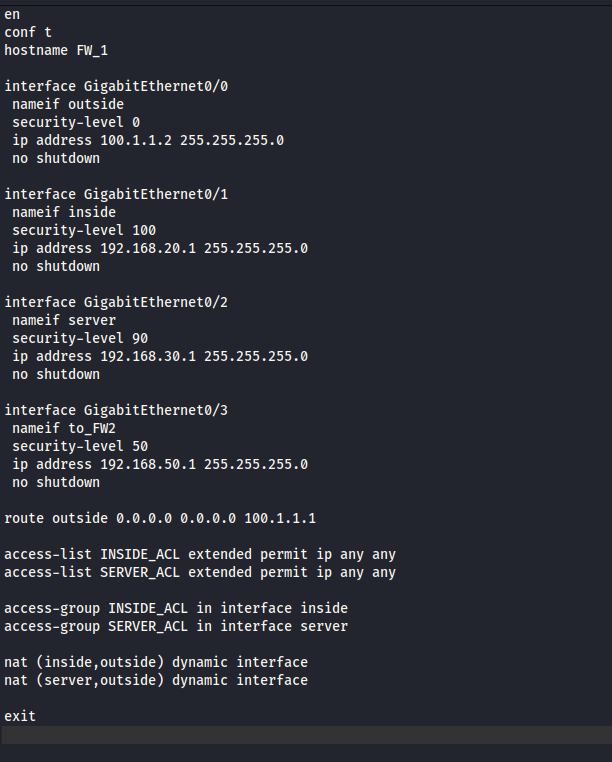 en
conf t
hostname FW_1
interface GigabitEthernet0/0
nameif outside
security-level 0
ip address 100.1.1.2 255.255.255.0
no shutdown
interface GigabitEthernet0/1
nameif inside
security-level 100
ip address 192.168.20.1 255.255.255.0
no shutdown
interface GigabitEthernet0/2
nameif server
security-level 90
ip address 192.168.30.1 255.255.255.0
no shutdown
interface GigabitEthernet0/3
nameif to_FW2
security-level 50
ip address 192.168.50.1 255.255.255.0
no shutdown
route outside 0.0.0.0 0.0.0.0 100.1.1.1
access-list INSIDE_ACL extended permit ip any any
access-list SERVER_ACL extended permit ip any any
access-group INSIDE_ACL in interface inside
access-group SERVER_ACL in interface server
nat (inside,outside) dynamic interface
nat (server,outside) dynamic interface
exit